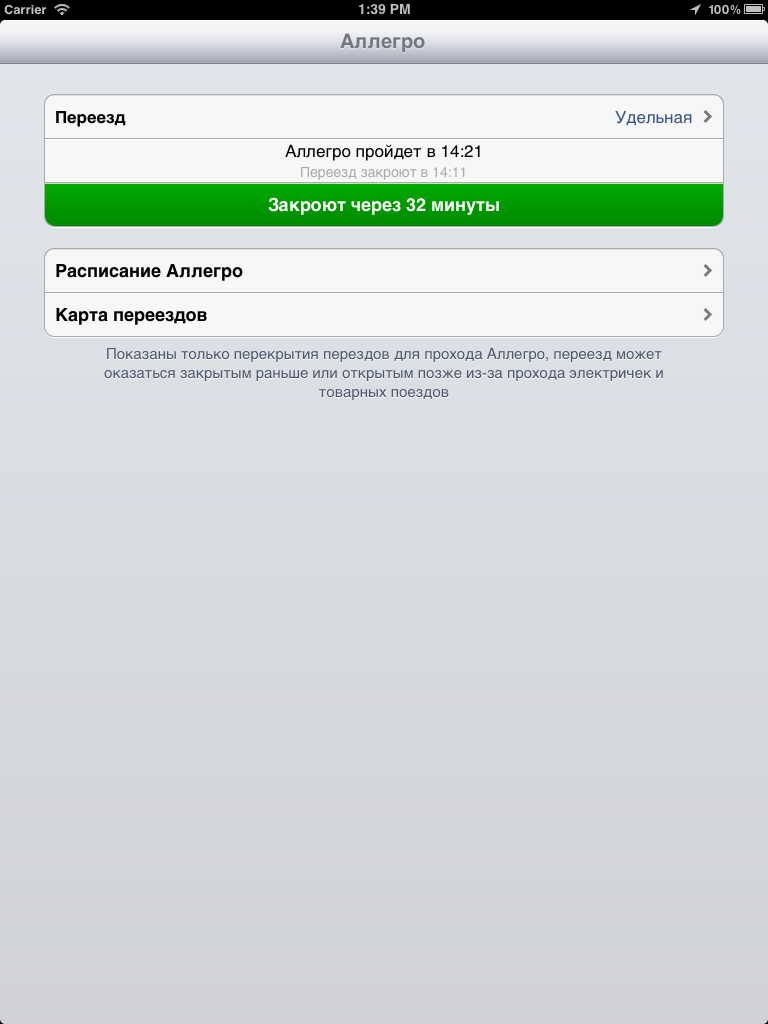 Carrier 1:39 PM 100%
Аллегро
Переезд Удельная
Аллегро пройдет в 14:21
Переезд закроют в 14:11
Закроют через 32 минуты
Расписание Аллегро
Карта переездов
Показаны только перекрытия перездов для прохода Аллегро, переезд может
оказаться закрытым раньше или открытым позже из-за прохода электричек и
товарных поездов